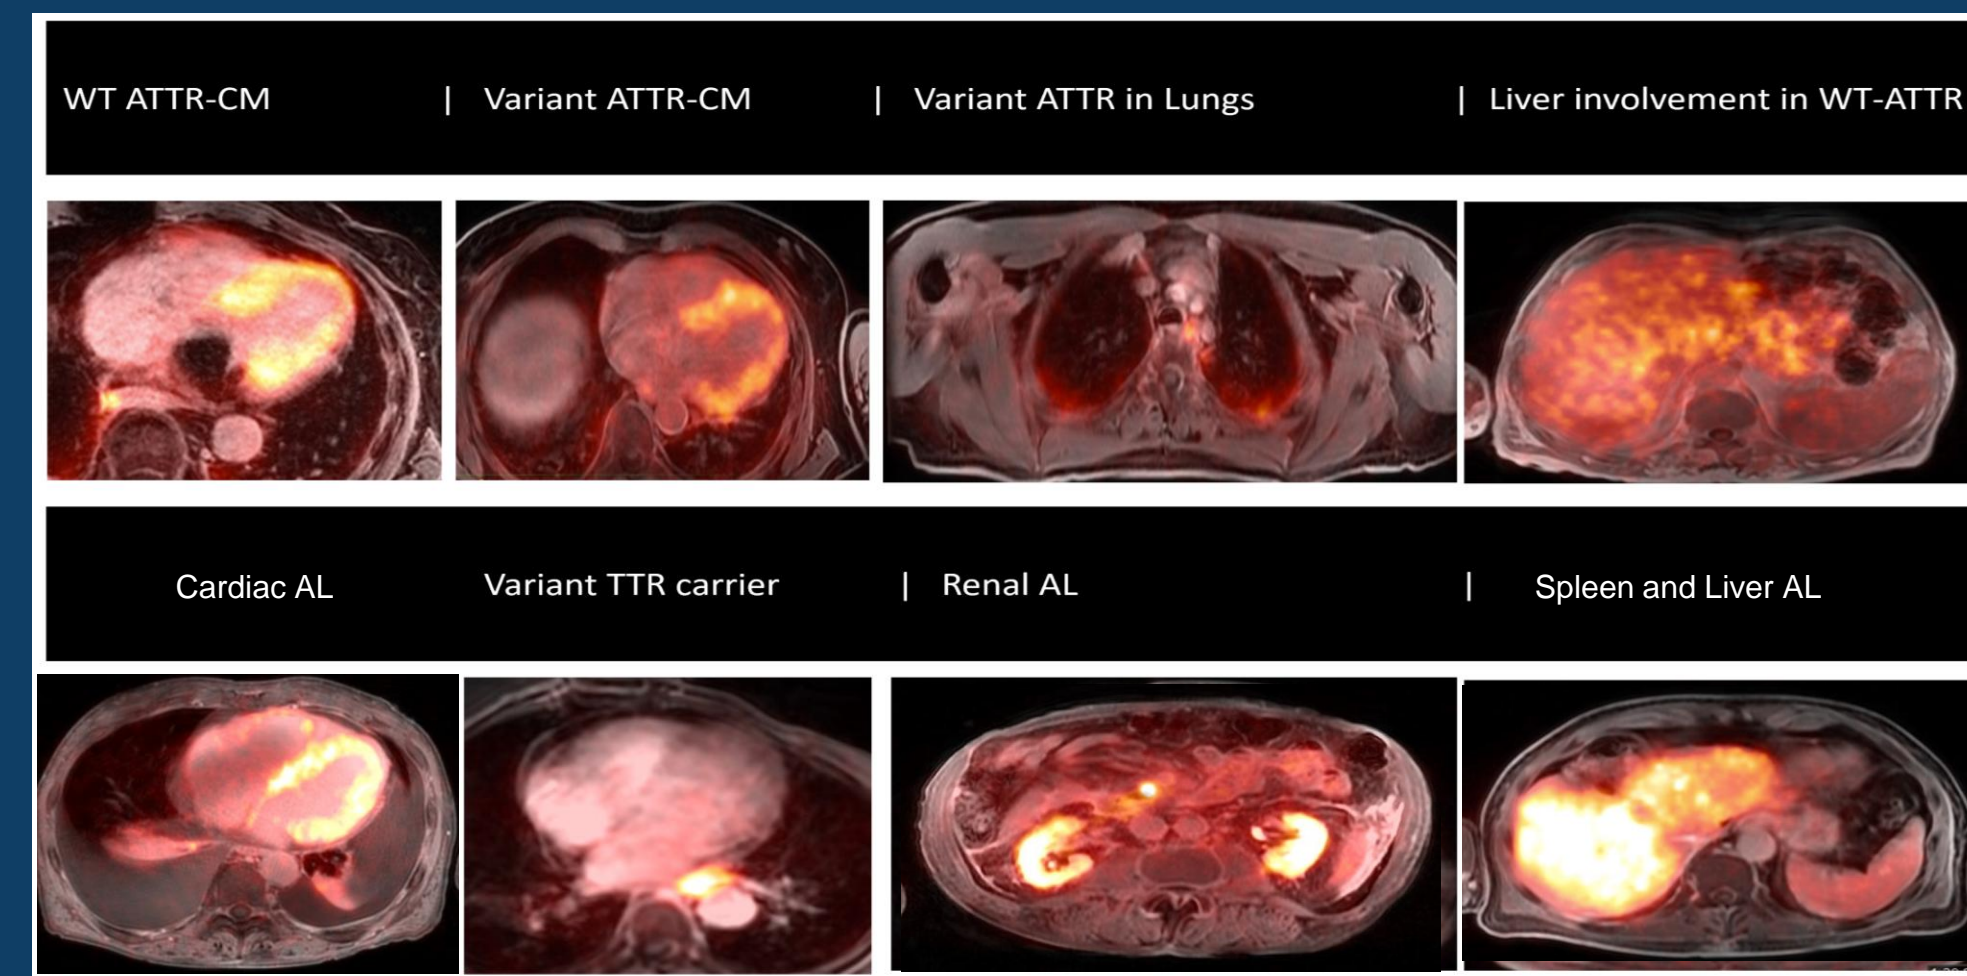 WT ATTR-CM | Variant ATTR-CM | Variant ATTR in Lungs | Liver involvement in WT-ATTR
Cardiac AL Variant TTR carrier | Renal AL | Spleen and Liver AL